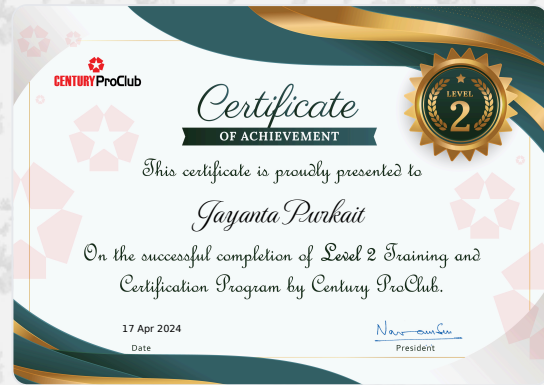 CENTURY ProClub
Certificate
OF ACHIEVEMENT
LEVEL
2
This certificate is proudly presented to
Jayanta Purkait
On the successful completion of Level 2 Training and
Certification Program by Century ProClub.
17 Apr 2024
Date
President